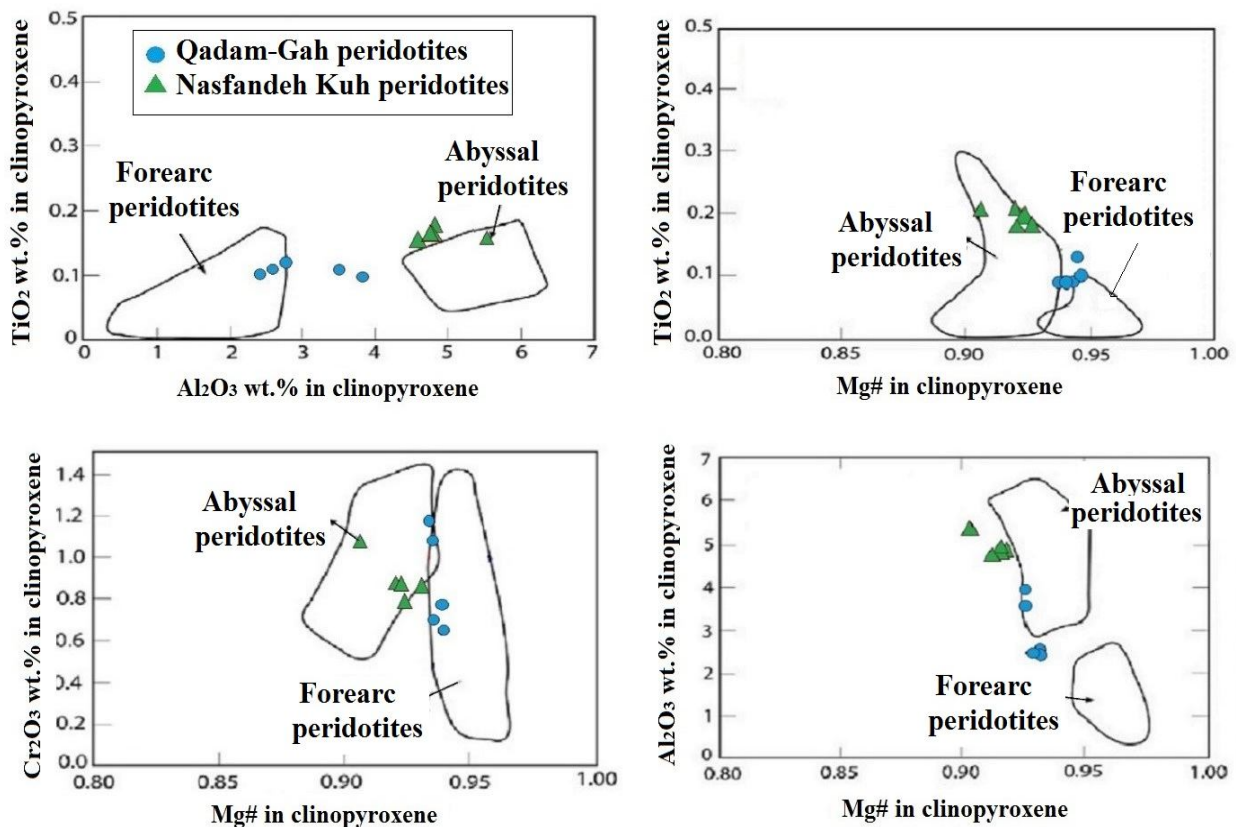 TiO₂ wt.% in clinopyroxene
0.5
0.4
0.3
0.2
0.1
0
Qadam-Gah peridotites
Nasfandeh Kuh peridotites
Forearc
peridotites
Abyssal
peridotites
0 1 2 3 4 5 6 7
Al₂O₃ wt.% in clinopyroxene
TiO₂ wt.% in clinopyroxene
0.5
0.4
0.3
0.2
0.1
0.0
Abyssal
peridotites
Forearc
peridotites
0.80 0.85 0.90 0.95 1.00
Mg# in clinopyroxene
Cr₂O₃ wt.% in clinopyroxene
1.4
1.2
1.0
0.8
0.6
0.4
0.2
0.0
Abyssal
peridotites
Forearc
peridotites
0.80 0.85 0.90 0.95 1.00
Mg# in clinopyroxene
Al₂O₃ wt.% in clinopyroxene
7
6
5
4
3
2
1
0
Abyssal
peridotites
Forearc
peridotites
0.80 0.85 0.90 0.95 1.00
Mg# in clinopyroxene